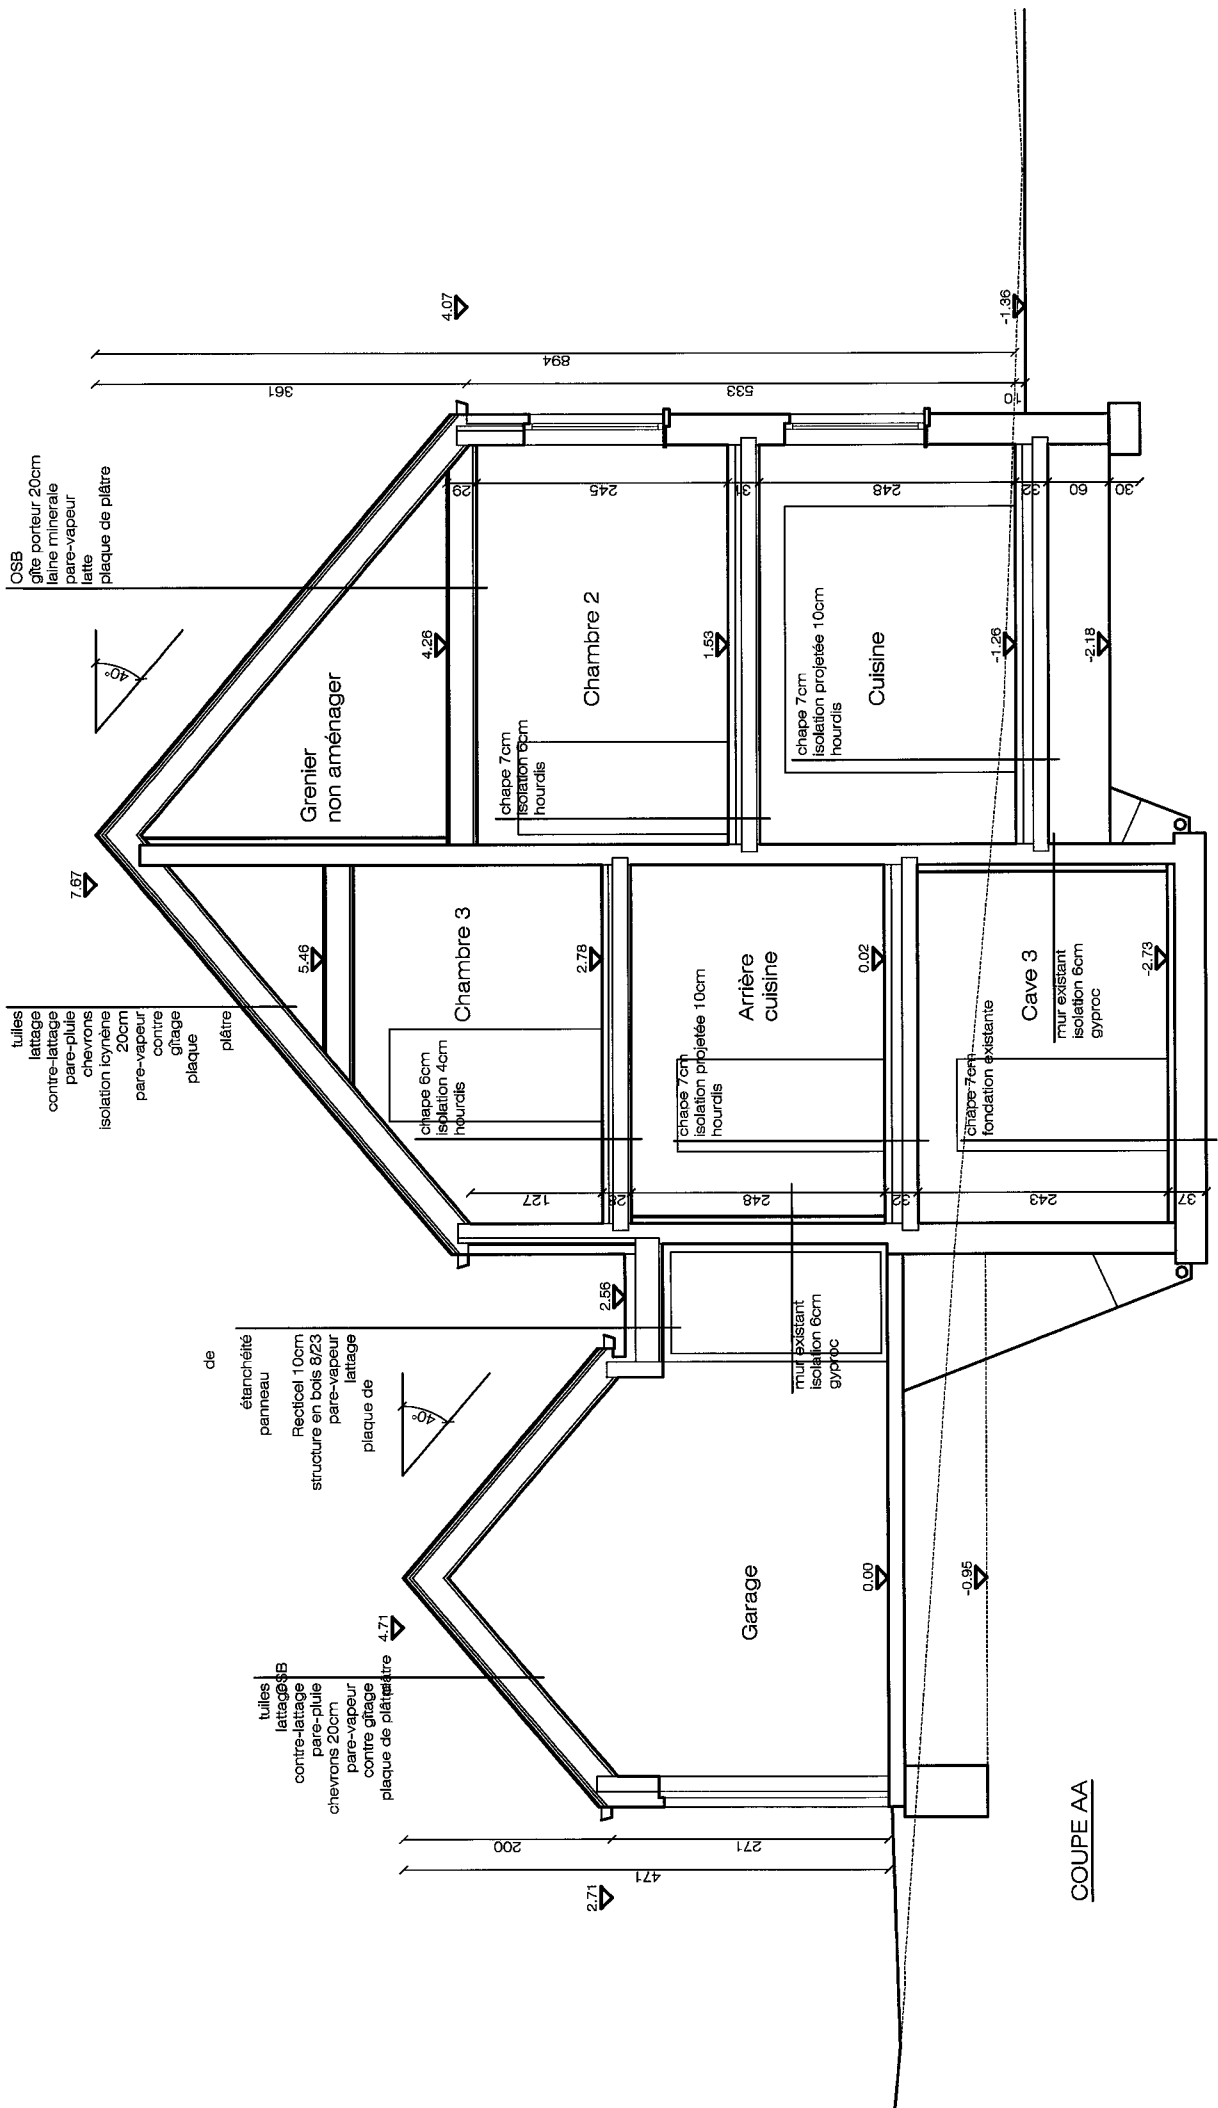 OSB
gîte porteur 20cm
laine minerale
pare-vapeur
latte
plaque de plâtre
40°
7.67
4.07
361
894
533
10
-1.36
Grenier
non aménager
4.26
29
Chambre 2
245
1.53
31
chape 7cm
isolation 6cm
hourdis
Cuisine
248
-1.26
32
60
30
-2.18
chape 7cm
isolation projetée 10cm
hourdis
tuiles
lattage
contre-lattage
pare-pluie
chevrons
isolation icynène
20cm
pare-vapeur
contre
gîtage
plaque
plâtre
5.46
Chambre 3
2.78
chape 6cm
isolation 4cm
hourdis
127
28
Arrière
cuisine
0.02
chape 7cm
isolation projetée 10cm
hourdis
248
32
Cave 3
-2.73
mur existant
isolation 6cm
gyproc
chape 7cm
fondation existante
243
37
de
étanchéité
panneau
Recticel 10cm
structure en bois 8/23
pare-vapeur
lattage
plaque de
40°
2.56
mur existant
isolation 6cm
gyproc
4.71
tuiles
lattage
OSB
contre-lattage
pare-pluie
chevrons 20cm
pare-vapeur
contre gîtage
plaque de plâtre
plâtre
Garage
0.00
-0.95
200
271
471
2.71
COUPE AA